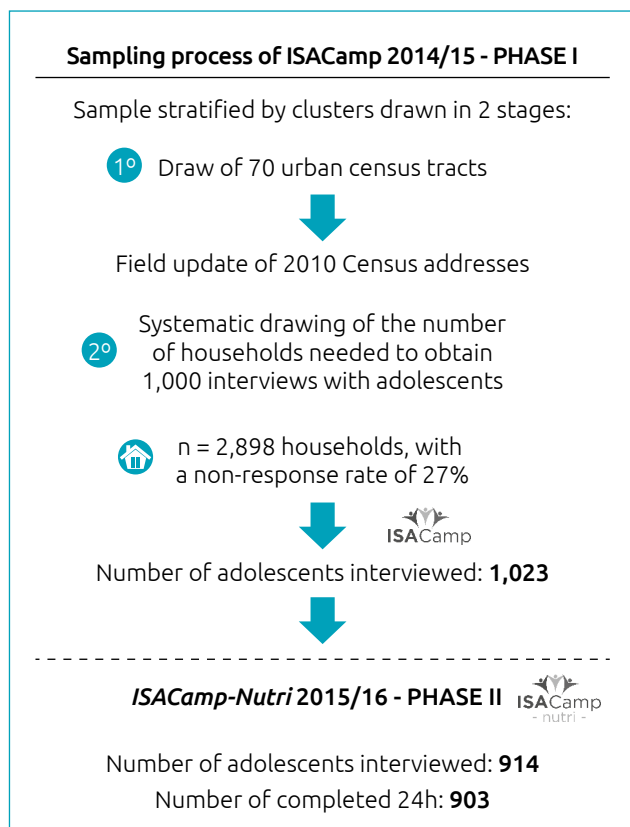 Sampling process of ISACamp 2014/15 - PHASE I
Sample stratified by clusters drawn in 2 stages:
1º Draw of 70 urban census tracts
Field update of 2010 Census addresses
Systematic drawing of the number
2º of households needed to obtain
1,000 interviews with adolescents
n = 2,898 households, with
a non-response rate of 27%
ISACamp
Number of adolescents interviewed: 1,023
ISACamp-Nutri 2015/16 - PHASE II
ISACamp
- nutri -
Number of adolescents interviewed: 914
Number of completed 24h: 903